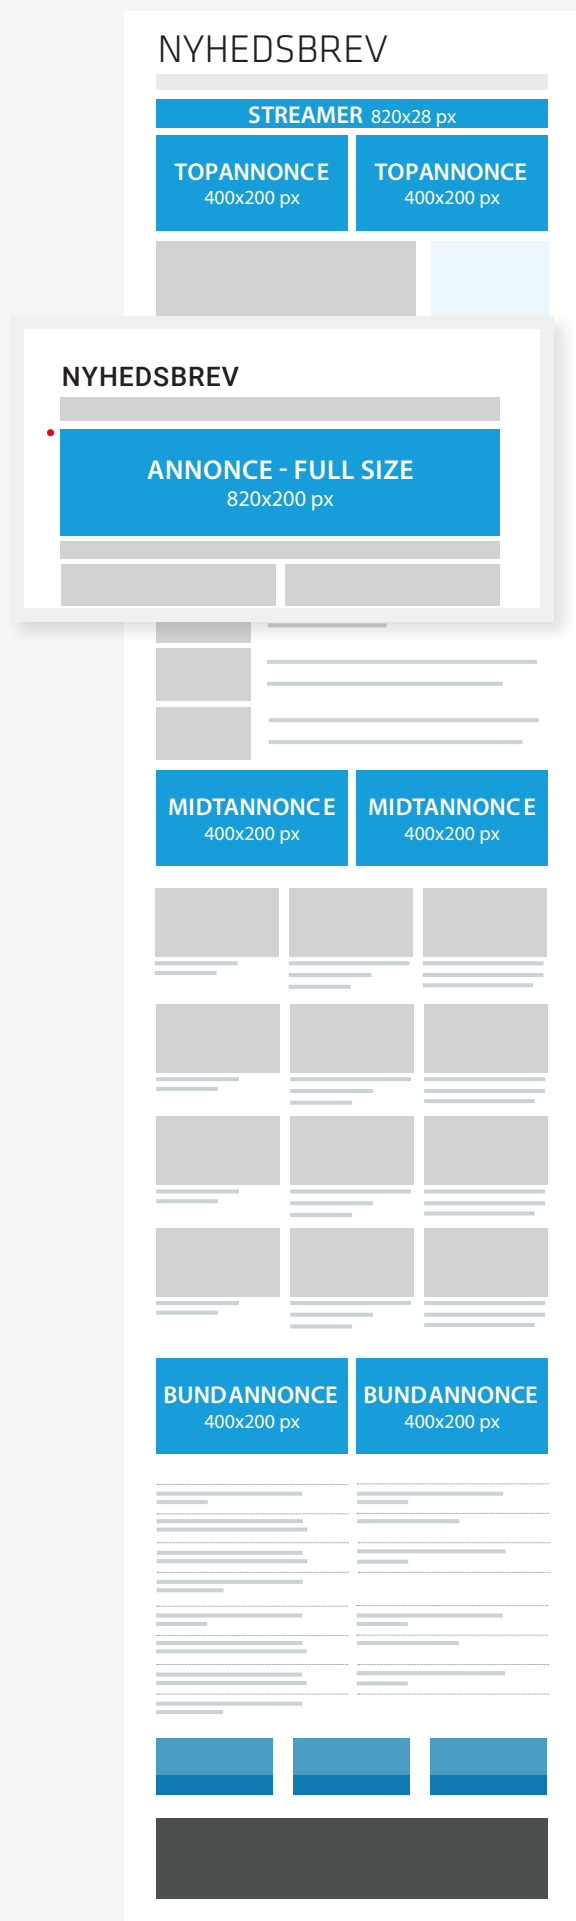 NYHEDSBREV
STREAMER 820x28 px
TOPANNONCE TOPANNONCE
400x200 px 400x200 px
NYHEDSBREV
ANNONCE - FULL SIZE
820x200 px
MIDTANNONCE MIDTANNONCE
400x200 px 400x200 px
BUNDANNONCE BUNDANNONCE
400x200 px 400x200 px